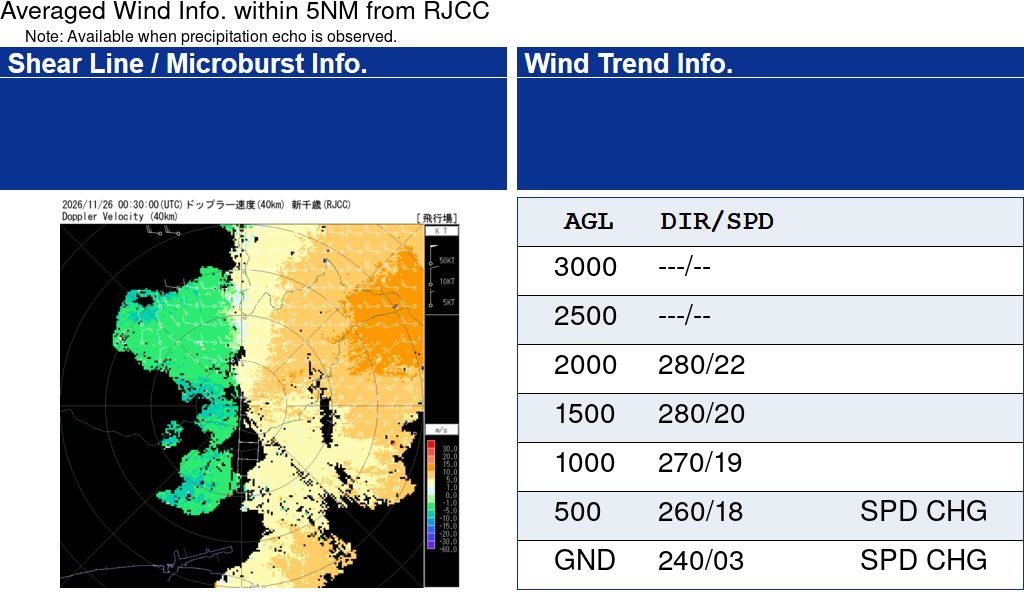 Averaged Wind Info. within 5NM from RJCC
Note: Available when precipitation echo is observed.
Shear Line / Microburst Info.
Wind Trend Info.
2026/11/26 00:30:00(UTC) ドップラー速度(40km) 新千歳(RJCC)
Doppler Velocity (40km)
[飛行場]
KT
50KT
10KT
5KT
m/s
30.0
20.0
15.0
10.0
5.0
1.0
0.0
-1.0
-5.0
-10.0
-15.0
-20.0
-30.0
-60.0
AGL DIR/SPD
3000 ---/--
2500 ---/--
2000 280/22
1500 280/20
1000 270/19
500 260/18 SPD CHG
GND 240/03 SPD CHG